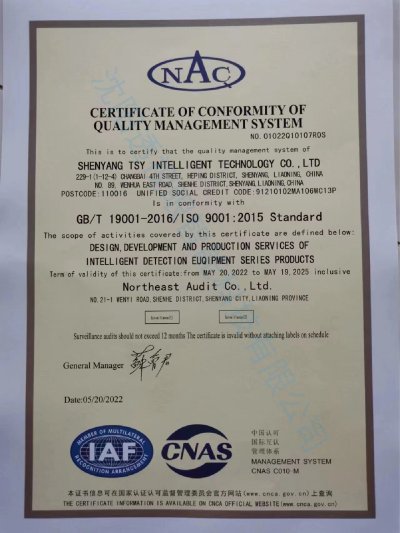 NAC
CERTIFICATE OF CONFORMITY OF
QUALITY MANAGEMENT SYSTEM
NO.01022Q10107R0S
This is to certify that the quality management system of
SHENYANG TSY INTELLIGENT TECHNOLOGY CO.,LTD
229-1(1-12-4) CHANGBAI 4TH STREET, HEPING DISTRICT, SHENYANG, LIAONING, CHINA
NO. 89, WENHUA EAST ROAD, SHENHE DISTRICT,SHENYANG,LIAONING,CHINA
POSTCODE:110016 UNIFIED SOCIAL CREDIT CODE:91210102MA106WC13P
Is in conformity with
GB/T 19001-2016/ISO 9001:2015 Standard
The scope of activities covered by this certificate are defined below:
DESIGN,DEVELOPMENT AND PRODUCTION SERVICES OF
INTELLIGENT DETECTION EUQIPMENT SERIES PRODUCTS
Term of validity of this certificate:from MAY 20,2022 to MAY 19,2025 inclusive
Northeast Audit Co.,Ltd.
NO.21-1 WENYI ROAD,SHENHE DISTRICT,SHENYANG CITY,LIAONING PROVINCE
Surveillance audits should not exceed 12 months The certificate is invalid without attaching labels on schedule
General Manager
Date:05/20/2022
MEMBER OF MULTILATERAL
IAF
RECOGNITION ARRANGEMENT
CNAS
中国认可
国际互认
管理体系
MANAGEMENT SYSTEM
CNAS C010-M
本证书信息可在国家认证认可监督管理委员会官方网站(www.cnca.gov.cn)上查询
THE CERTIFICATE INFORMATION IS AVAILABLE ON CNCA OFFICIAL WEBSITE(www.cnca.gov.cn)